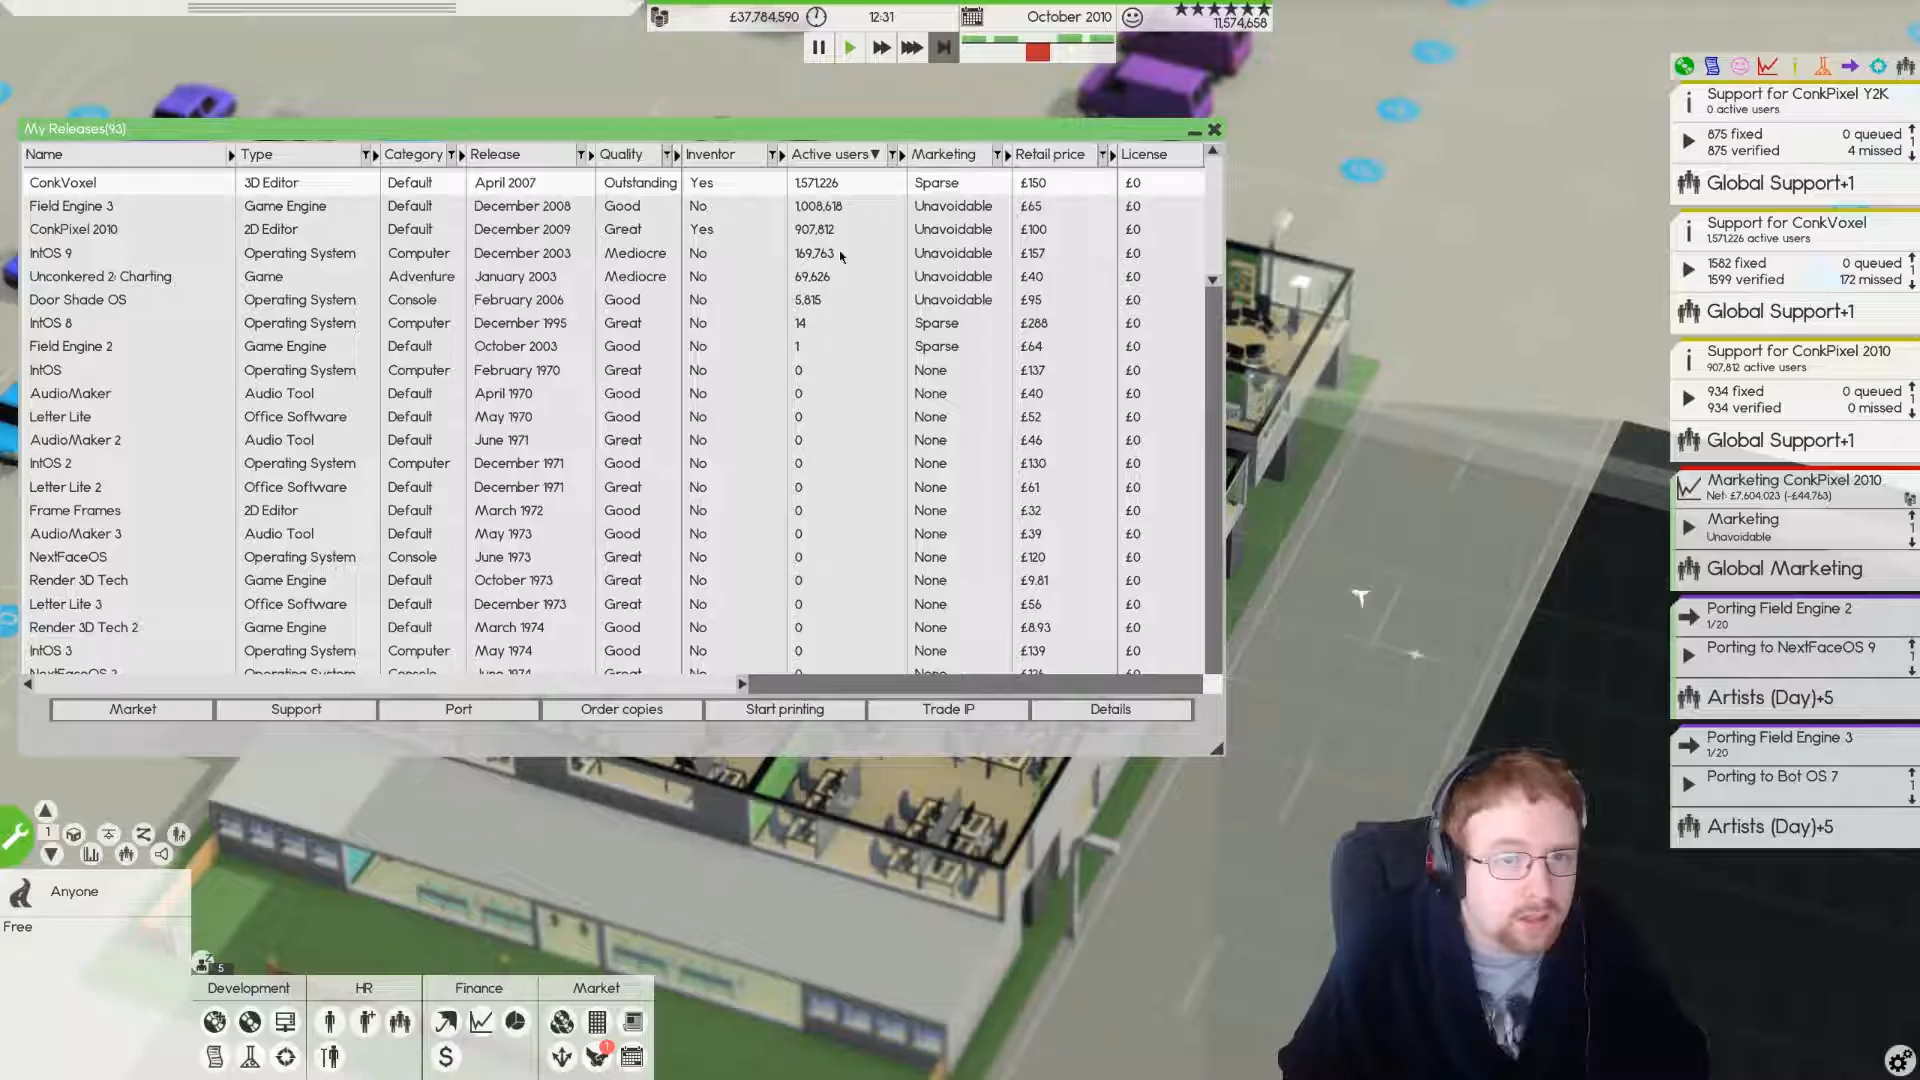 £37,784,590 12:31 October 2010 11,574,658
My Releases(93)
Name Type Category Release Quality Inventor Active users▼ Marketing Retail price License
ConkVoxel 3D Editor Default April 2007 Outstanding Yes 1,571,226 Sparse £150 £0
Field Engine 3 Game Engine Default December 2008 Good No 1,008,618 Unavoidable £65 £0
ConkPixel 2010 2D Editor Default December 2009 Great Yes 907,812 Unavoidable £100 £0
IntOS 9 Operating System Computer December 2003 Mediocre No 169,763 Unavoidable £157 £0
Unconkered 2: Charting Game Adventure January 2003 Mediocre No 69,626 Unavoidable £40 £0
Door Shade OS Operating System Console February 2006 Good No 5,815 Unavoidable £95 £0
IntOS 8 Operating System Computer December 1995 Great No 14 Sparse £288 £0
Field Engine 2 Game Engine Default October 2003 Good No 1 Sparse £64 £0
IntOS Operating System Computer February 1970 Great No 0 None £137 £0
AudioMaker Audio Tool Default April 1970 Good No 0 None £40 £0
Letter Lite Office Software Default May 1970 Good No 0 None £52 £0
AudioMaker 2 Audio Tool Default June 1971 Great No 0 None £46 £0
IntOS 2 Operating System Computer December 1971 Good No 0 None £130 £0
Letter Lite 2 Office Software Default December 1971 Great No 0 None £61 £0
Frame Frames 2D Editor Default March 1972 Good No 0 None £32 £0
AudioMaker 3 Audio Tool Default May 1973 Good No 0 None £39 £0
NextFaceOS Operating System Console June 1973 Great No 0 None £120 £0
Render 3D Tech Game Engine Default October 1973 Great No 0 None £9.81 £0
Letter Lite 3 Office Software Default December 1973 Great No 0 None £56 £0
Render 3D Tech 2 Game Engine Default March 1974 Good No 0 None £8.93 £0
IntOS 3 Operating System Computer May 1974 Good No 0 None £139 £0
Market Support Port Order copies Start printing Trade IP Details
Support for ConkPixel Y2K
0 active users
875 fixed 0 queued
875 verified 4 missed
1
Global Support+1
Support for ConkVoxel
1,571,226 active users
1582 fixed 0 queued
1599 verified 172 missed
1
Global Support+1
Support for ConkPixel 2010
907,812 active users
934 fixed 0 queued
934 verified 0 missed
1
Global Support+1
Marketing ConkPixel 2010
Net: £7,604,023 (-£44,763)
Marketing
Unavoidable
1
Global Marketing
Porting Field Engine 2
1/20
Porting to NextFaceOS 9
1
Artists (Day)+5
Porting Field Engine 3
1/20
Porting to Bot OS 7
1
Artists (Day)+5
1
Anyone
Free
5
Development HR Finance Market
1